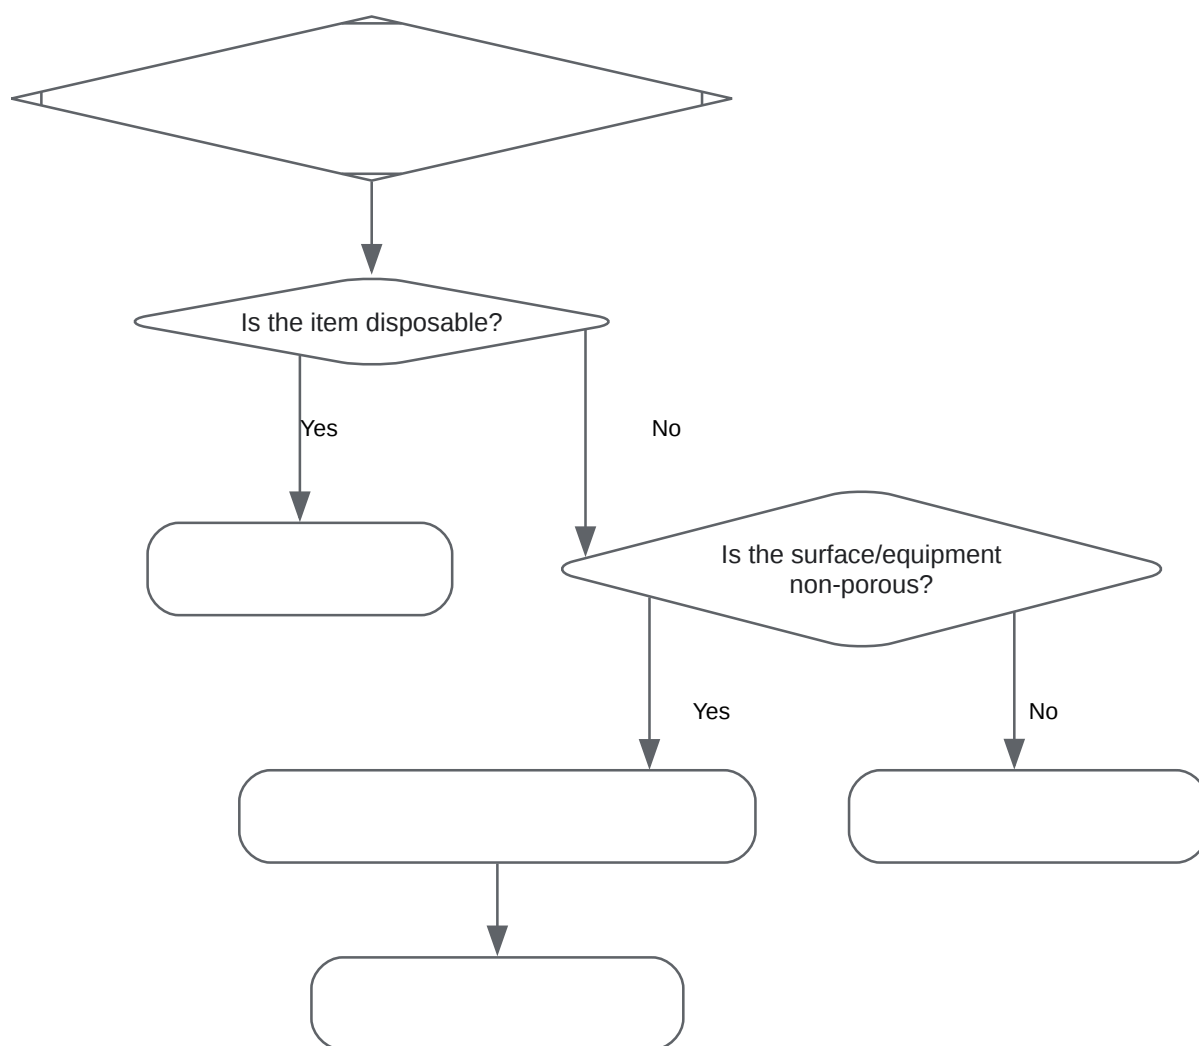 Is the item disposable?
Yes
No
Is the surface/equipment
non-porous?
Yes
No